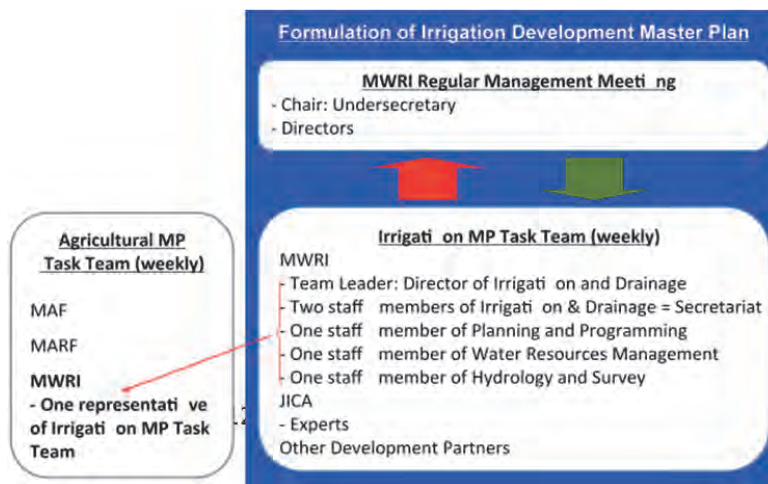 Formulation of Irrigation Development Master Plan
MWRI Regular Management Meeti ng
- Chair: Undersecretary
- Directors
Agricultural MP
Task Team (weekly)
MAF
MARF
MWRI
- One representati ve
of Irrigati on MP Task
Team
Irrigati on MP Task Team (weekly)
MWRI
- Team Leader: Director of Irrigati on and Drainage
- Two staff members of Irrigati on & Drainage = Secretariat
- One staff member of Planning and Programming
- One staff member of Water Resources Management
- One staff member of Hydrology and Survey
JICA
- Experts
Other Development Partners